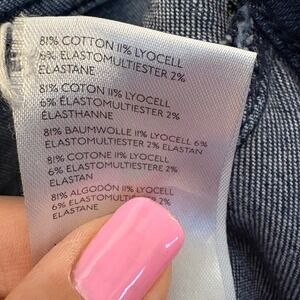 81% COTTON 11% LYOCELL
6% ELASTOMULTIESTER 2%
ELASTANE
81% COTON 11% LYOCELL
6% ÉLASTOMULTIESTER 2%
ÉLASTHANNE
81% BAUMWOLLE 11% LYOCELL 6%
ELASTOMULTIESTER 2% ELASTAN
81% COTONE 11% LYOCELL
6% ELASTOMULTIESTERE 2%
ELASTAN
81% ALGODÓN 11% LYOCELL
6% ELASTOMULTIESTER 2%
ELASTANE